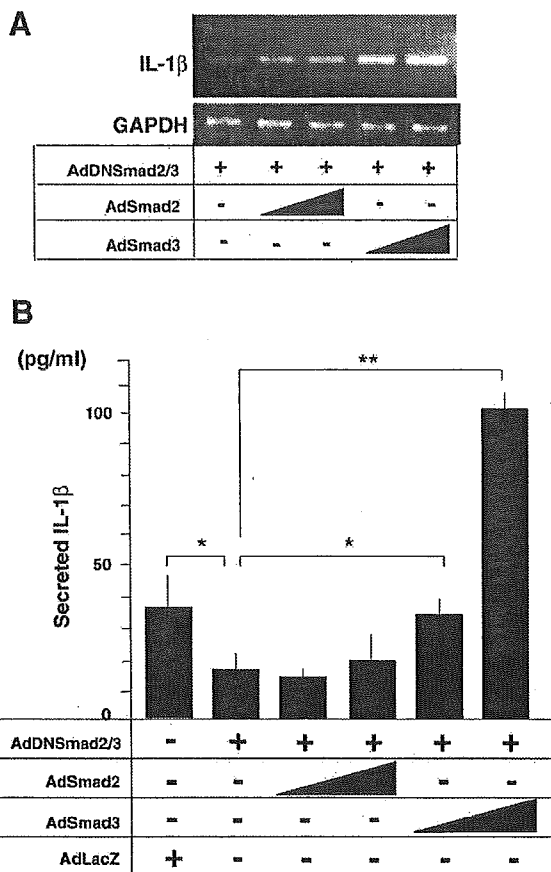 A
IL-1β
GAPDH
AdDNSmad2/3 + + + + +
AdSmad2 - - -
AdSmad3 - - -
B
(pg/ml)
**
100
Secreted IL-1β
* *
50
0
AdDNSmad2/3 - + + + + +
AdSmad2 - - - -
AdSmad3 - - - -
AdLacZ + - - - - -